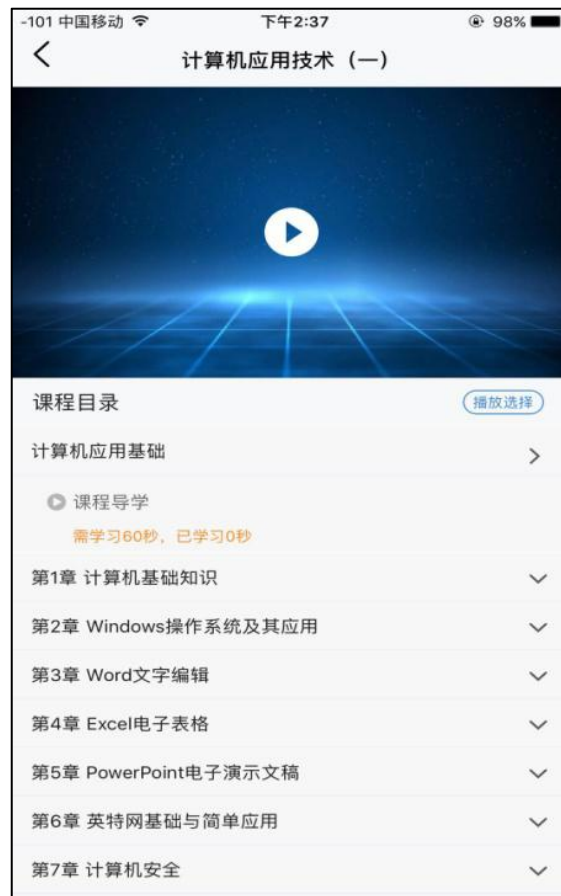 -101 中国移动 下午2:37 98%
计算机应用技术（一）
课程目录 播放选择
计算机应用基础
课程导学
需学习60秒，已学习0秒
第1章 计算机基础知识
第2章 Windows操作系统及其应用
第3章 Word文字编辑
第4章 Excel电子表格
第5章 PowerPoint电子演示文稿
第6章 英特网基础与简单应用
第7章 计算机安全